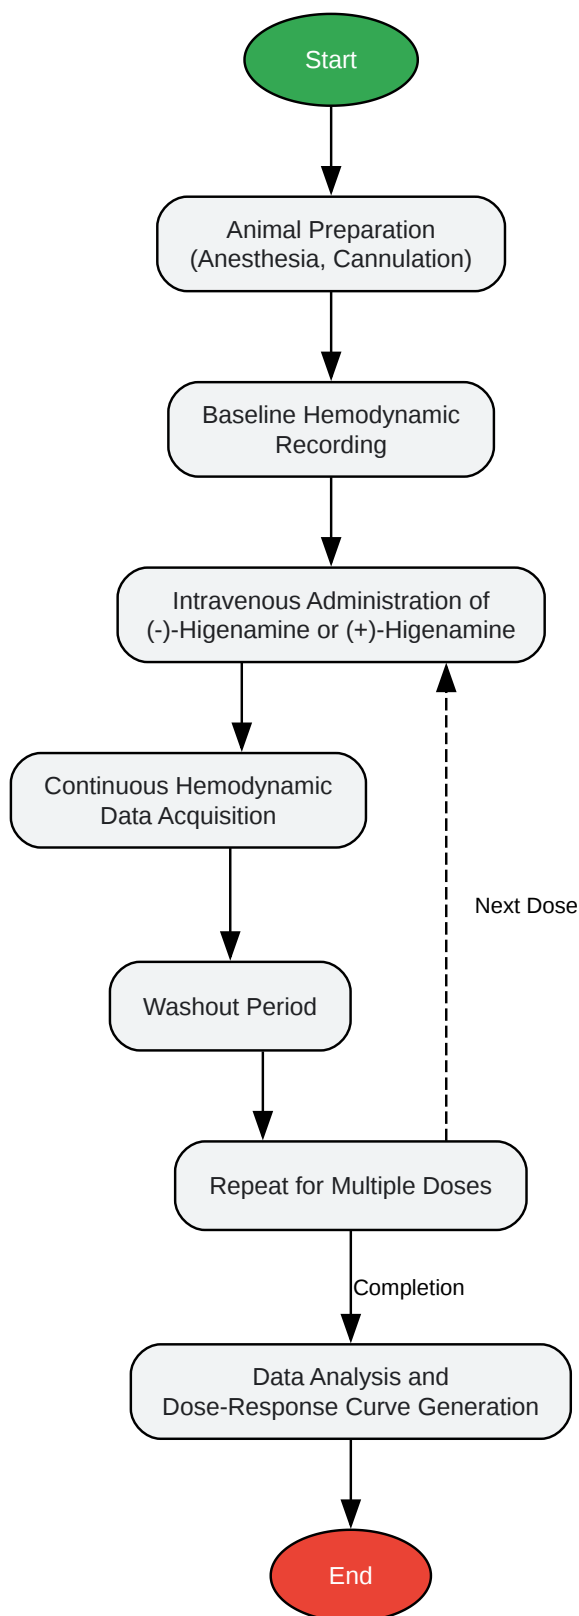 Start
Animal Preparation
(Anesthesia, Cannulation)
Baseline Hemodynamic
Recording
Intravenous Administration of
(-)-Higenamine or (+)-Higenamine
Continuous Hemodynamic
Data Acquisition
Next Dose
Washout Period
Repeat for Multiple Doses
Completion
Data Analysis and
Dose-Response Curve Generation
End